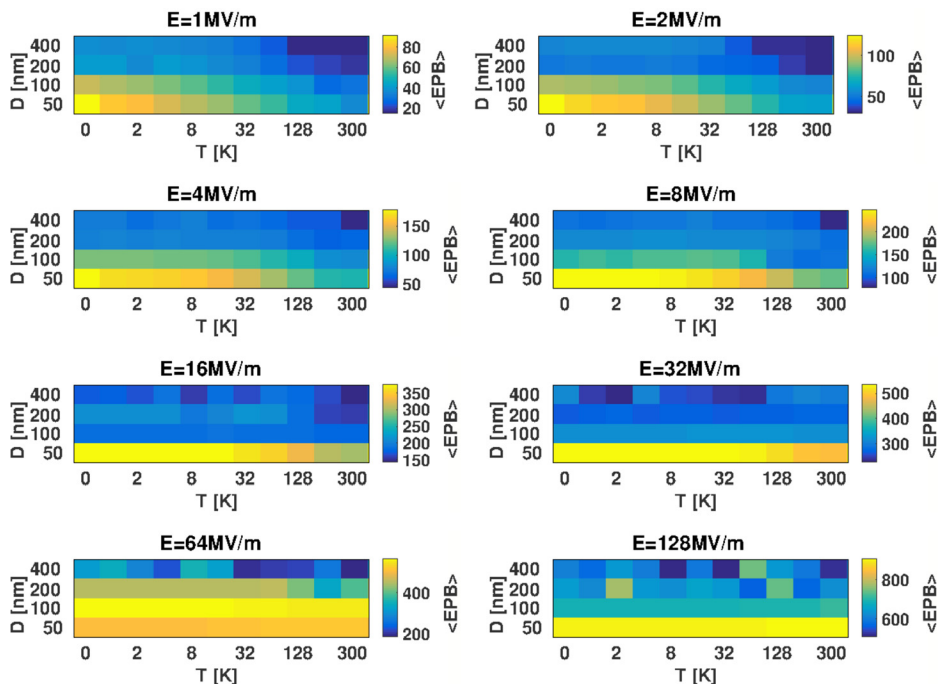 E=1MV/m
D [nm]
400
200
100
50
0 2 8 32 128 300
T [K]
80
60
40
20
<EPB>
E=2MV/m
D [nm]
400
200
100
50
0 2 8 32 128 300
T [K]
100
50
<EPB>
E=4MV/m
D [nm]
400
200
100
50
0 2 8 32 128 300
T [K]
150
100
50
<EPB>
E=8MV/m
D [nm]
400
200
100
50
0 2 8 32 128 300
T [K]
200
150
100
<EPB>
E=16MV/m
D [nm]
400
200
100
50
0 2 8 32 128 300
T [K]
350
300
250
200
150
<EPB>
E=32MV/m
D [nm]
400
200
100
50
0 2 8 32 128 300
T [K]
500
400
300
<EPB>
E=64MV/m
D [nm]
400
200
100
50
0 2 8 32 128 300
T [K]
400
200
<EPB>
E=128MV/m
D [nm]
400
200
100
50
0 2 8 32 128 300
T [K]
800
600
<EPB>